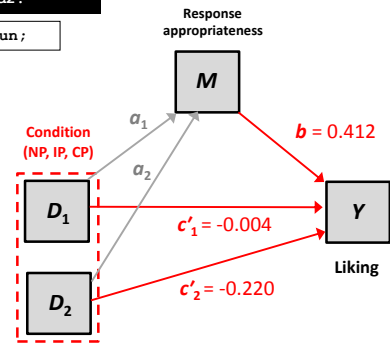 un;
Response
appropriateness
M
a1
a2
b = 0.412
Condition
(NP, IP, CP)
D1
c′1 = -0.004
Y
Liking
D2
c′2 = -0.220